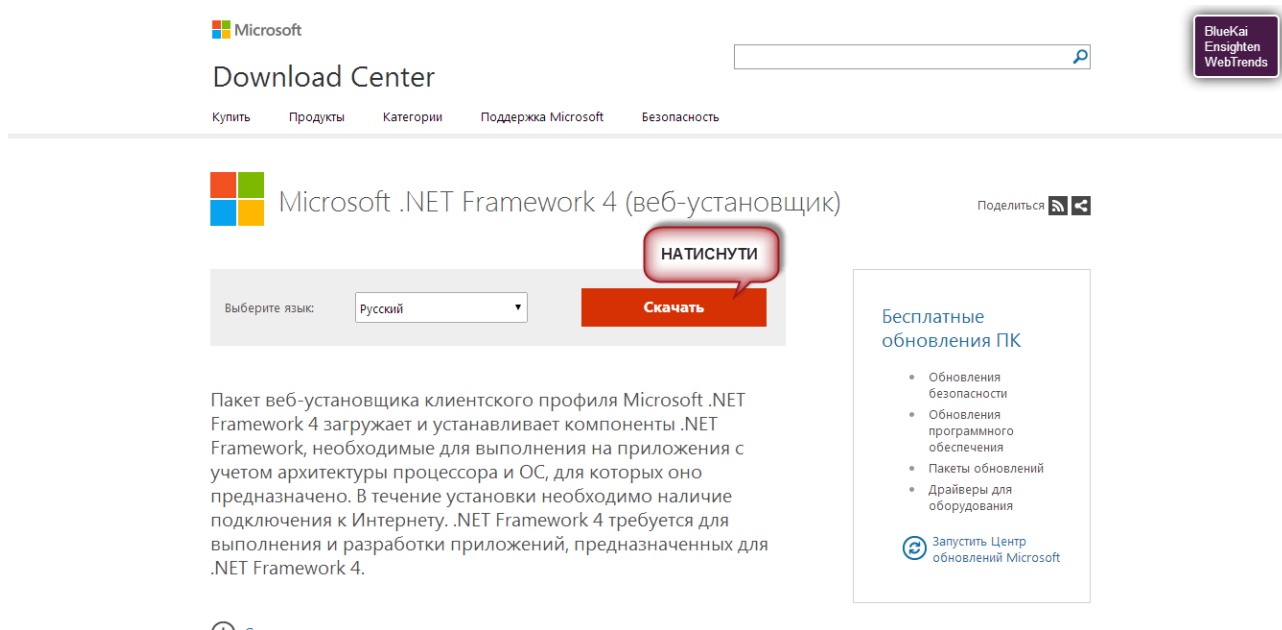 Microsoft
BlueKai
Ensighten
WebTrends
Download Center
Купить Продукты Категории Поддержка Microsoft Безопасность
Microsoft .NET Framework 4 (веб-установщик)
Поделиться
НАТИСНУТИ
Выберите язык: Русский Скачать
Пакет веб-установщика клиентского профиля Microsoft .NET
Framework 4 загружает и устанавливает компоненты .NET
Framework, необходимые для выполнения на приложения с
учетом архитектуры процессора и ОС, для которых оно
предназначено. В течение установки необходимо наличие
подключения к Интернету. .NET Framework 4 требуется для
выполнения и разработки приложений, предназначенных для
.NET Framework 4.
Бесплатные
обновления ПК
Обновления
безопасности
Обновления
программного
обеспечения
Пакеты обновлений
Драйверы для
оборудования
Запустить Центр
обновлений Microsoft